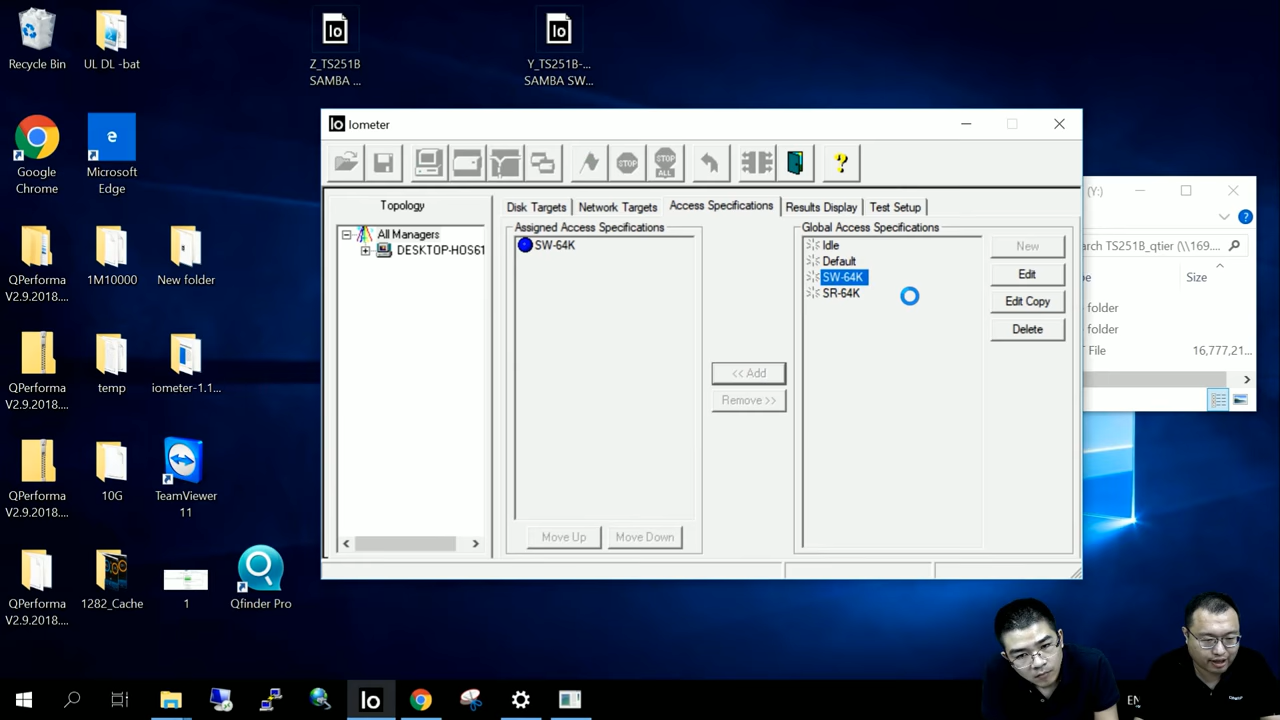 Recycle Bin
UL DL -bat
Z_TS251B
SAMBA ...
Y_TS251B-...
SAMBA SW...
Google
Chrome
Microsoft
Edge
QPerforma
V2.9.2018....
1M10000
New folder
QPerforma
V2.9.2018....
temp
iometer-1.1...
QPerforma
V2.9.2018....
10G
TeamViewer
11
QPerforma
V2.9.2018....
1282_Cache
1
Qfinder Pro
Io Iometer
STOP
STOP
ALL
Topology
All Managers
DESKTOP-HOS61
Disk Targets
Network Targets
Access Specifications
Results Display
Test Setup
Assigned Access Specifications
SW-64K
<< Add
Remove >>
Move Up
Move Down
Global Access Specifications
Idle
Default
SW-64K
SR-64K
New
Edit
Edit Copy
Delete
(Y:)
arch TS251B_qtier (\\169....
pe
Size
folder
folder
T File
16,777,21...
EN